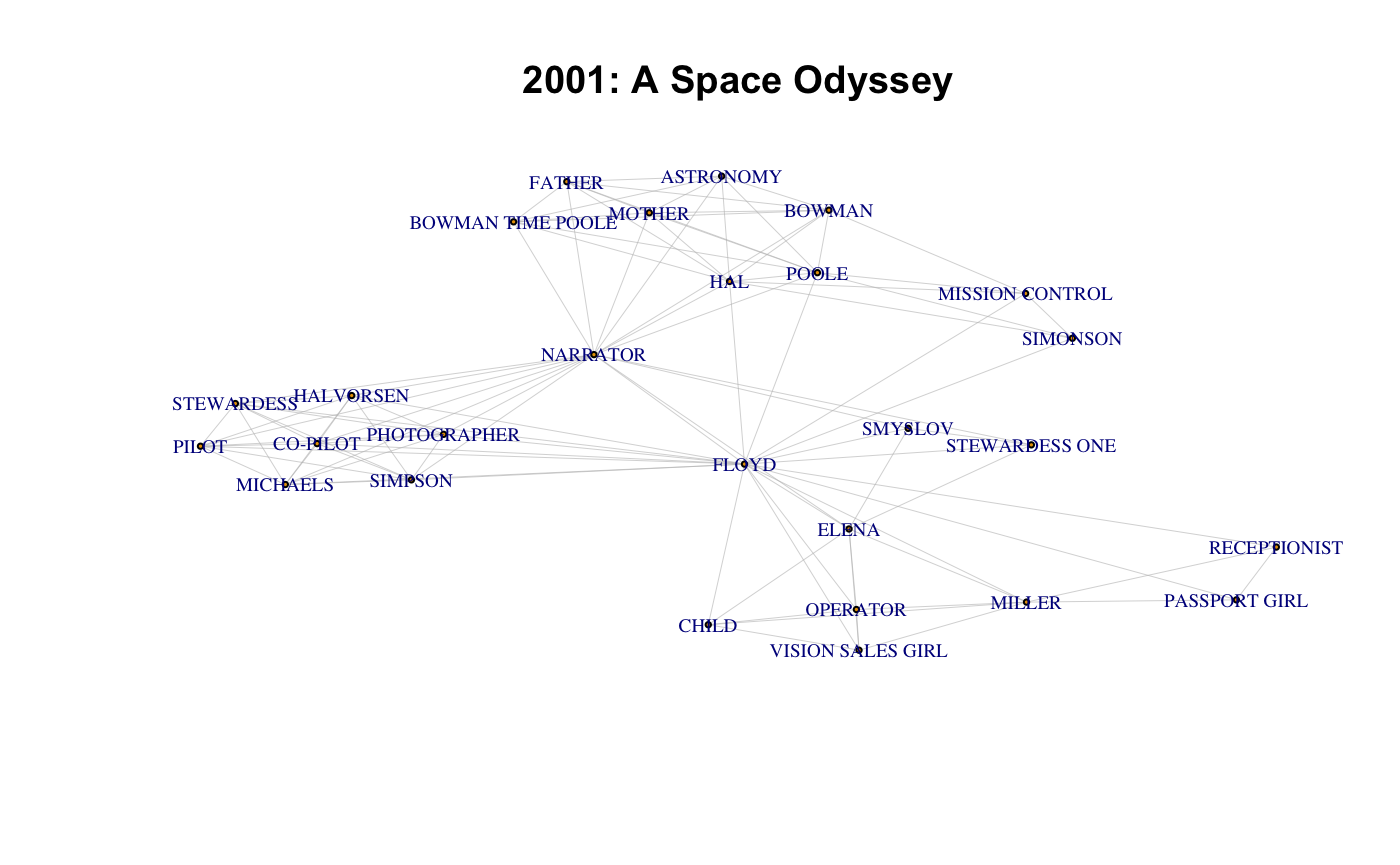 2001: A Space Odyssey
ASTRONOMY
FATHER
MOTHER
BOWMAN
BOWMAN TIME POOLE
POOLE
HAL
MISSION CONTROL
SIMONSON
NARRATOR
HALVORSEN
STEWARDESS
SMYSLOV
PHOTOGRAPHER
CO-PILOT
PILOT
STEWARDESS ONE
FLOYD
SIMPSON
MICHAELS
ELENA
RECEPTIONIST
PASSPORT GIRL
MILLER
OPERATOR
CHILD
VISION SALES GIRL